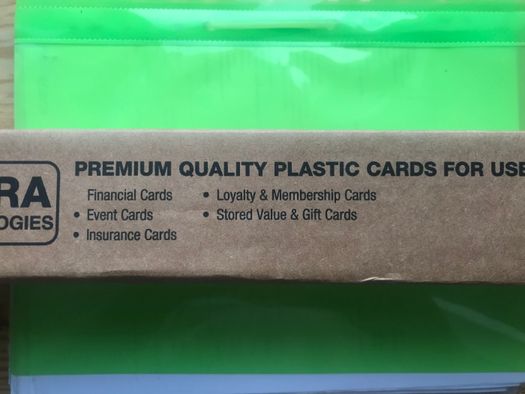 RA
OGIES
PREMIUM QUALITY PLASTIC CARDS FOR USE
Financial Cards
• Event Cards
• Insurance Cards
• Loyalty & Membership Cards
• Stored Value & Gift Cards